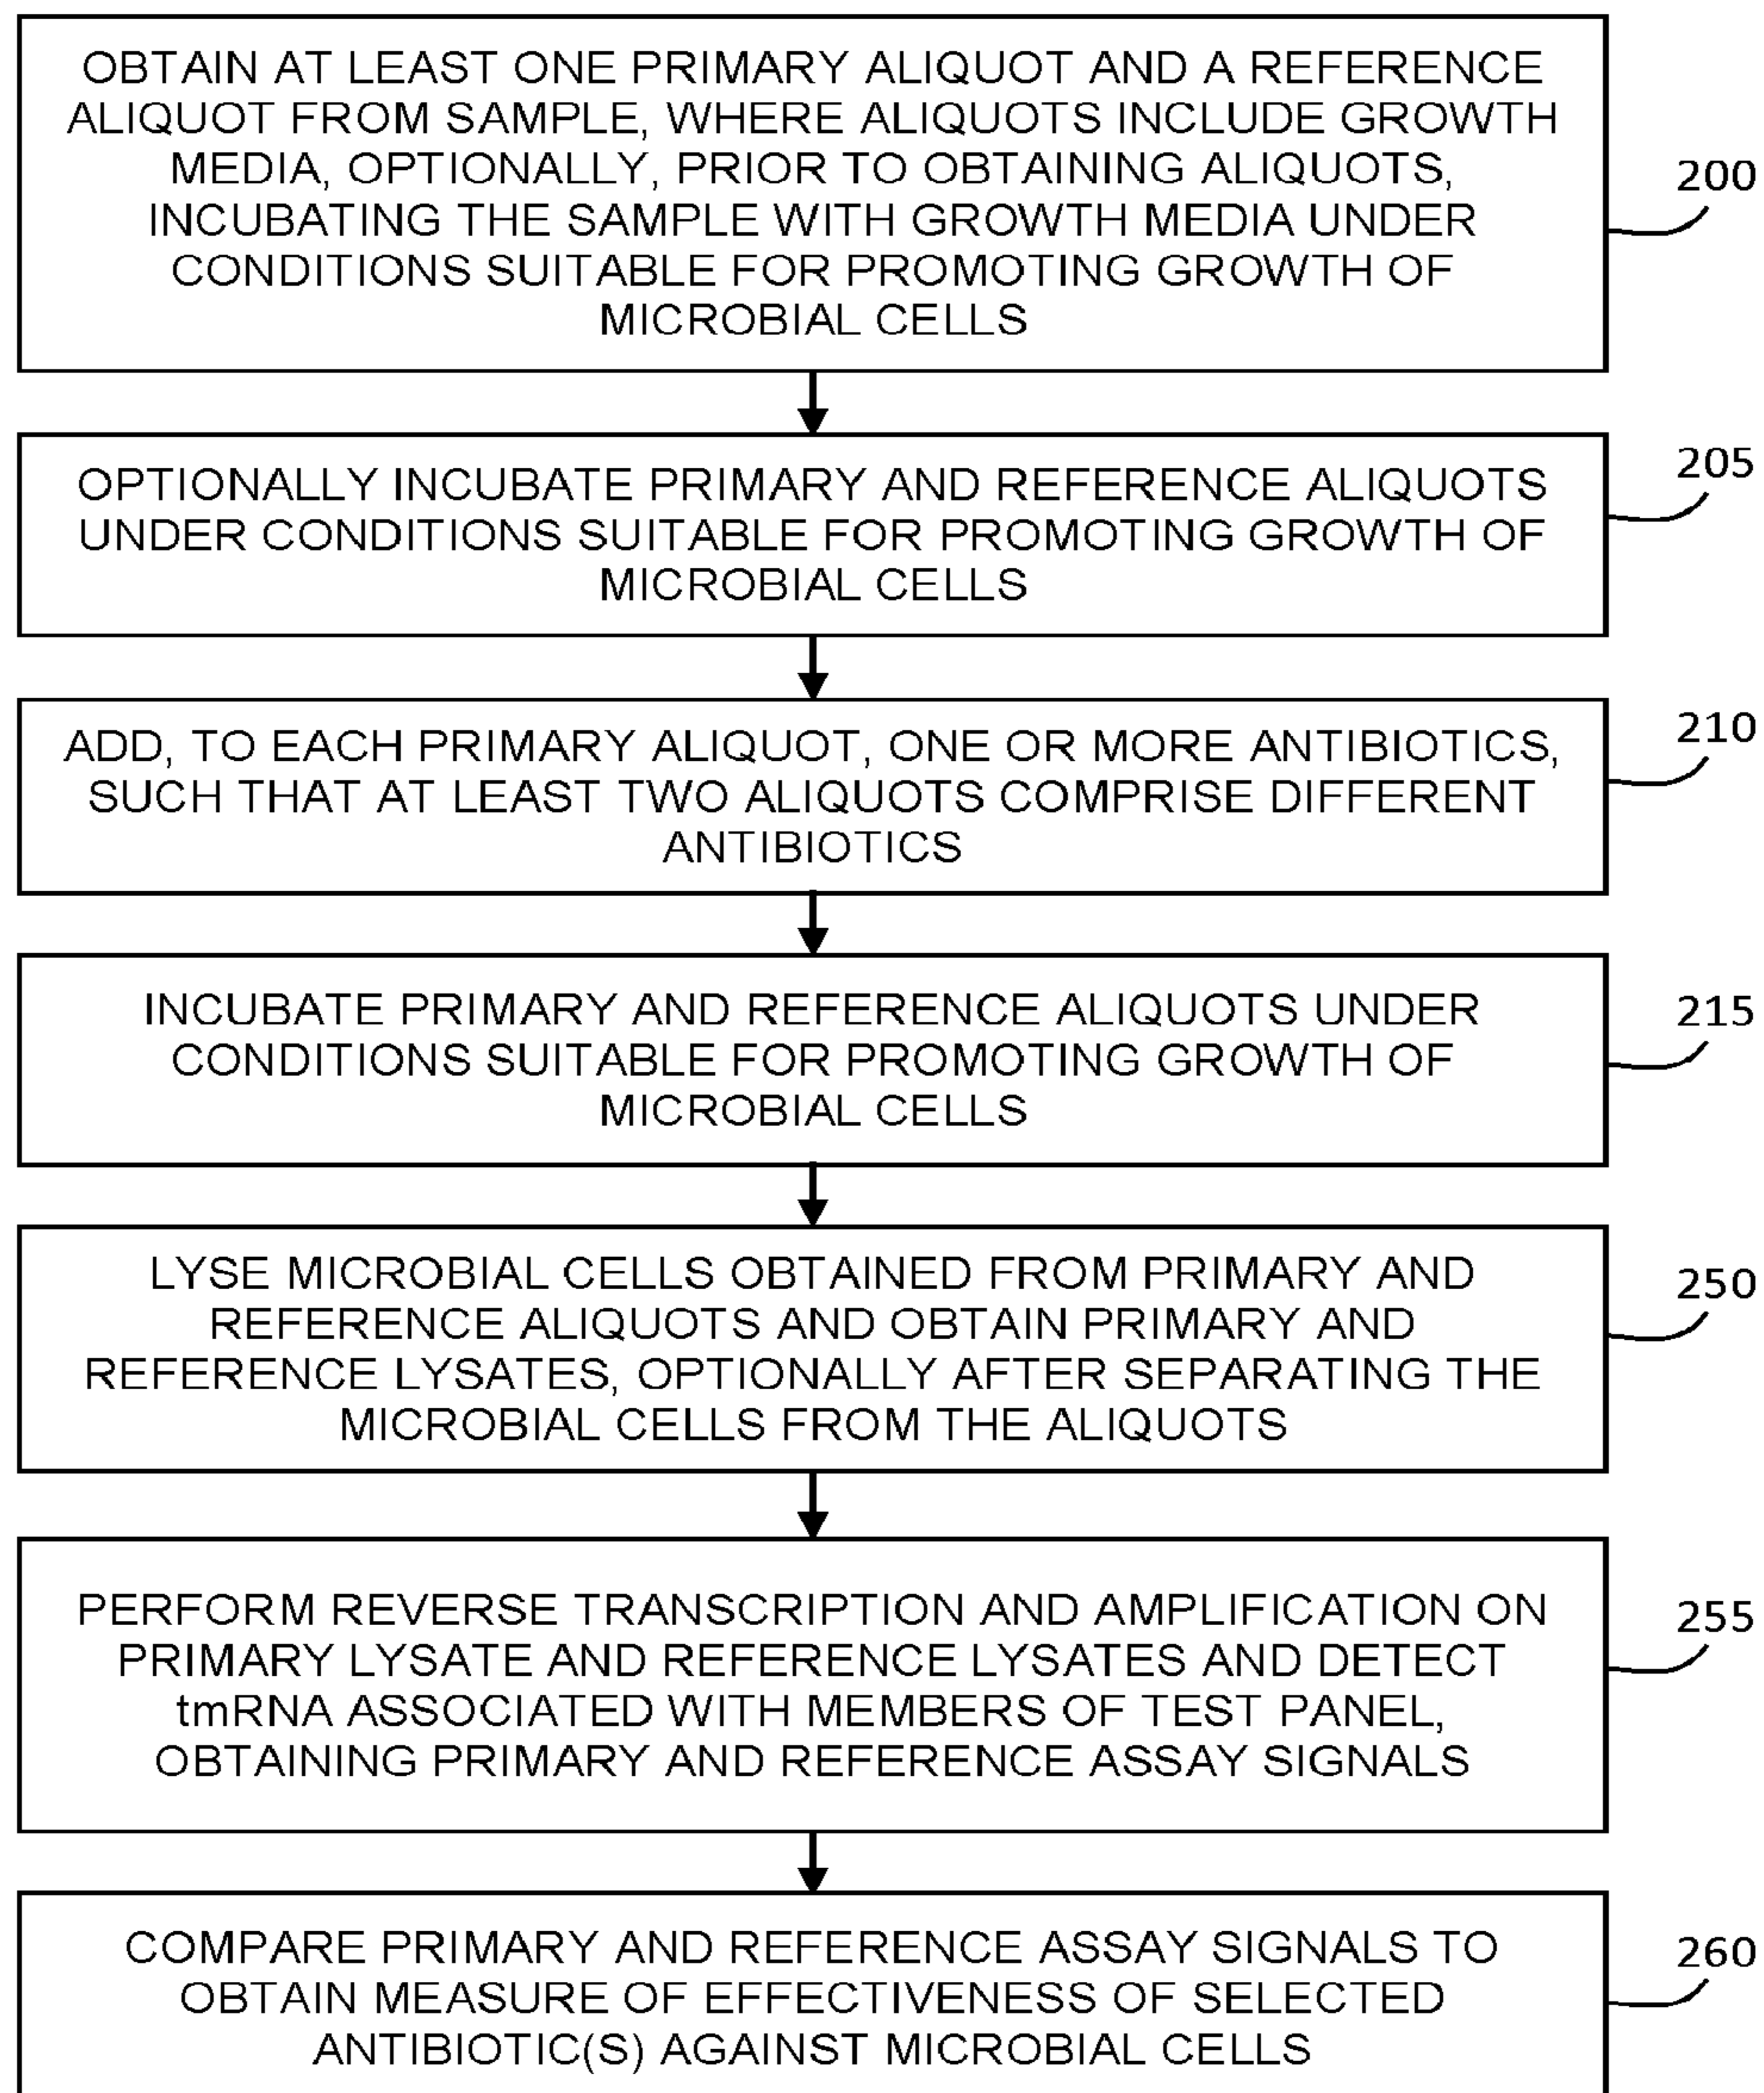 OBTAIN AT LEAST ONE PRIMARY ALIQUOT AND A REFERENCE
ALIQUOT FROM SAMPLE, WHERE ALIQUOTS INCLUDE GROWTH
MEDIA, OPTIONALLY, PRIOR TO OBTAINING ALIQUOTS,
INCUBATING THE SAMPLE WITH GROWTH MEDIA UNDER
CONDITIONS SUITABLE FOR PROMOTING GROWTH OF
MICROBIAL CELLS
200
OPTIONALLY INCUBATE PRIMARY AND REFERENCE ALIQUOTS
UNDER CONDITIONS SUITABLE FOR PROMOTING GROWTH OF
MICROBIAL CELLS
205
ADD, TO EACH PRIMARY ALIQUOT, ONE OR MORE ANTIBIOTICS,
SUCH THAT AT LEAST TWO ALIQUOTS COMPRISE DIFFERENT
ANTIBIOTICS
210
INCUBATE PRIMARY AND REFERENCE ALIQUOTS UNDER
CONDITIONS SUITABLE FOR PROMOTING GROWTH OF
MICROBIAL CELLS
215
LYSE MICROBIAL CELLS OBTAINED FROM PRIMARY AND
REFERENCE ALIQUOTS AND OBTAIN PRIMARY AND
REFERENCE LYSATES, OPTIONALLY AFTER SEPARATING THE
MICROBIAL CELLS FROM THE ALIQUOTS
250
PERFORM REVERSE TRANSCRIPTION AND AMPLIFICATION ON
PRIMARY LYSATE AND REFERENCE LYSATES AND DETECT
tmRNA ASSOCIATED WITH MEMBERS OF TEST PANEL,
OBTAINING PRIMARY AND REFERENCE ASSAY SIGNALS
255
COMPARE PRIMARY AND REFERENCE ASSAY SIGNALS TO
OBTAIN MEASURE OF EFFECTIVENESS OF SELECTED
ANTIBIOTIC(S) AGAINST MICROBIAL CELLS
260